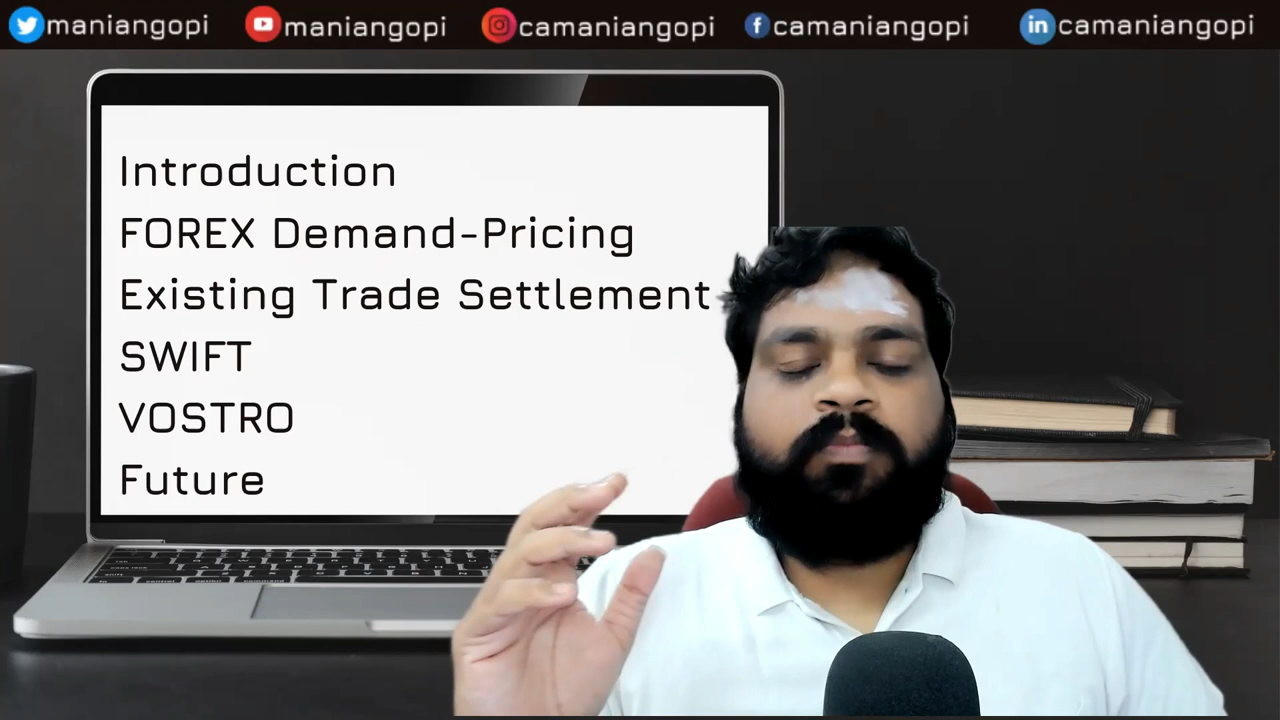 maniangopi maniangopi camaniangopi camaniangopi camaniangopi
Introduction
FOREX Demand-Pricing
Existing Trade Settlement
SWIFT
VOSTRO
Future